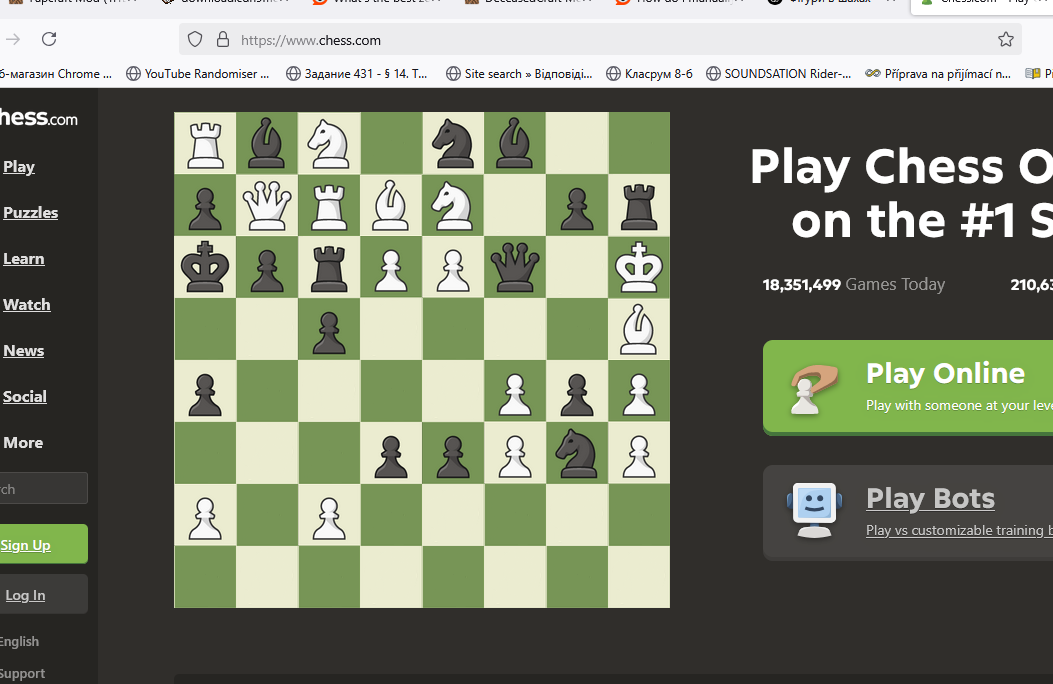 https://www.chess.com
б-магазин Chrome ... YouTube Randomiser ... Задание 431 - § 14. Т... Site search » Відповіді... Класрум 8-б SOUNDSATION Rider-... Příprava na přijímací n...
hess.com
Play
Puzzles
Learn
Watch
News
Social
More
rch
Sign Up
Log In
English
Support
Play Chess O
on the #1 S
18,351,499 Games Today 210,63
Play Online
Play with someone at your leve
Play Bots
Play vs customizable training b